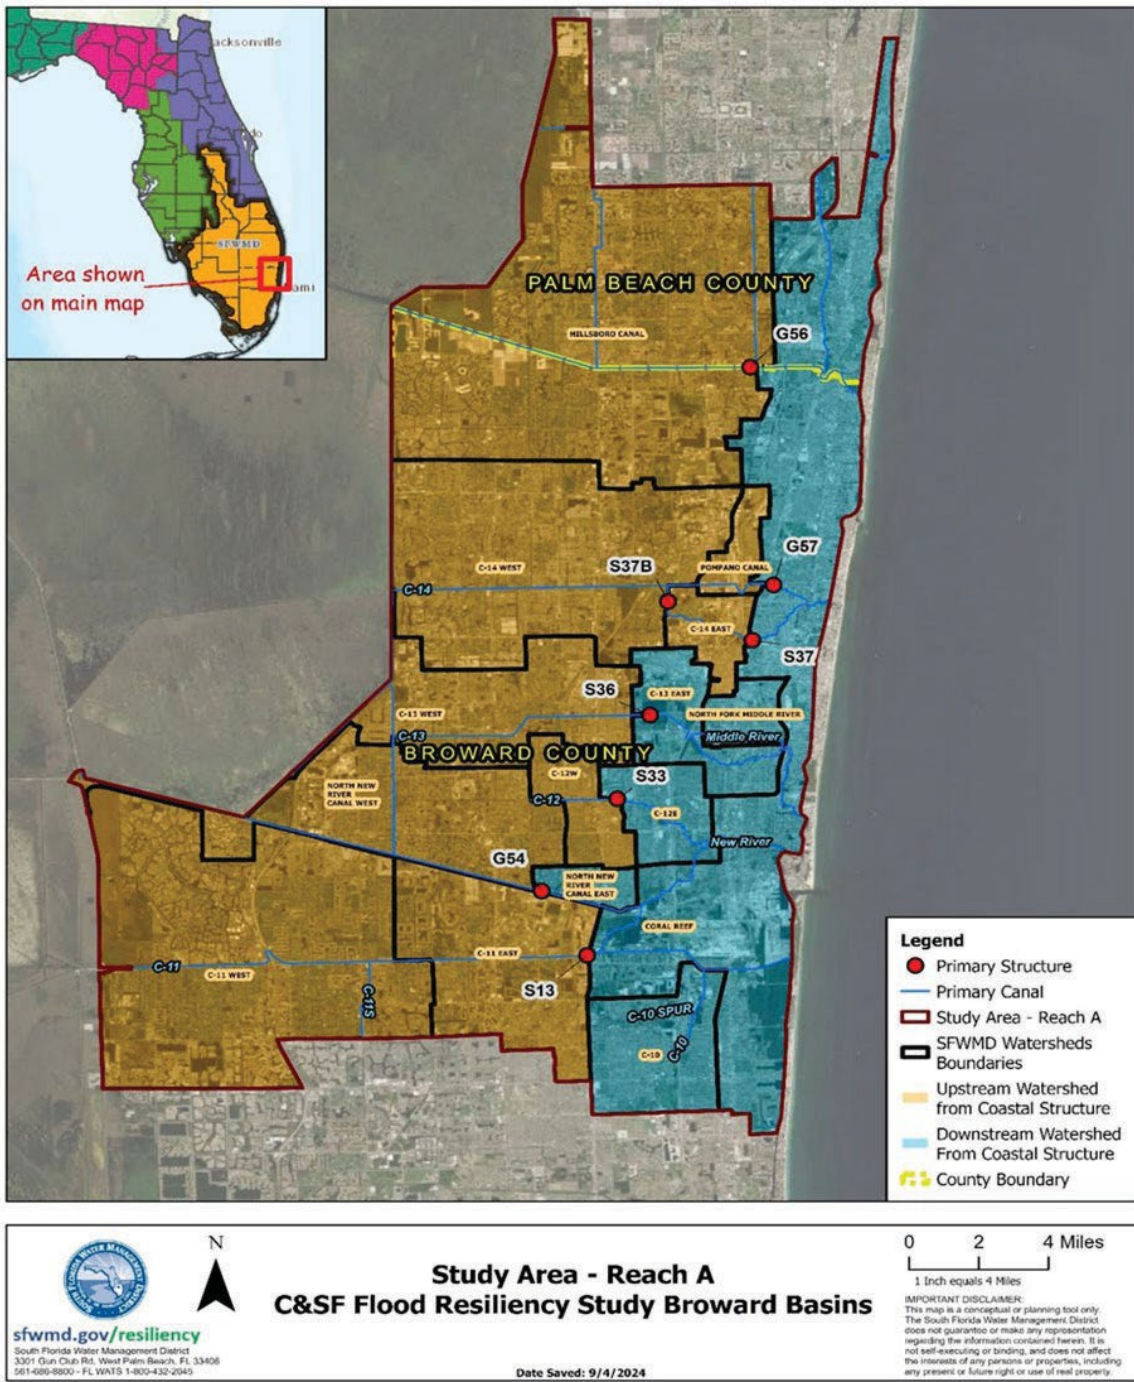 Jacksonville
SFWMD
Area shown
on main map
PALM BEACH COUNTY
HILLSBORO CANAL
G56
G57
S37B
C-14 WEST
POMPANO CANAL
C-14
C-14 EAST
S37
S36
C-13 EAST
C-13 WEST
NORTH FORK MIDDLE RIVER
C-13
Middle River
BROWARD COUNTY
C-12W
S33
NORTH NEW
RIVER
CANAL WEST
C-12
C-12E
New River
G54
NORTH NEW
RIVER
CANAL EAST
CORAL REEF
C-11 EAST
C-11
C-11 WEST
S13
C-11S
C-10 SPUR
C-10
C-10
Legend
Primary Structure
Primary Canal
Study Area - Reach A
SFWMD Watersheds
Boundaries
Upstream Watershed
from Coastal Structure
Downstream Watershed
From Coastal Structure
County Boundary
SOUTH FLORIDA WATER MANAGEMENT DISTRICT
sfwmd.gov/resiliency
South Florida Water Management District
3301 Gun Club Rd, West Palm Beach, FL 33406
561-686-8800 - FL WATS 1-800-432-2045
N
Study Area - Reach A
C&SF Flood Resiliency Study Broward Basins
Date Saved: 9/4/2024
0 2 4 Miles
1 Inch equals 4 Miles
IMPORTANT DISCLAIMER:
This map is a conceptual or planning tool only.
The South Florida Water Management District
does not guarantee or make any representation
regarding the information contained herein. It is
not self-executing or binding, and does not affect
the interests of any persons or properties, including
any present or future right or use of real property.